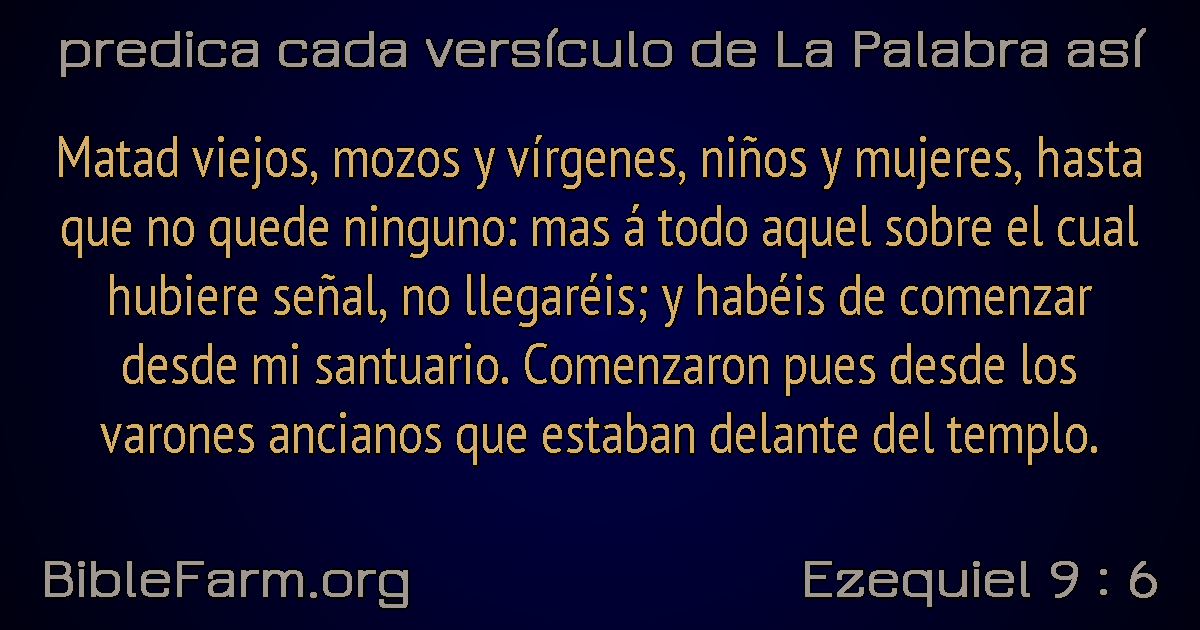 predica cada versículo de La Palabra así
Matad viejos, mozos y vírgenes, niños y mujeres, hasta
que no quede ninguno: mas á todo aquel sobre el cual
hubiere señal, no llegaréis; y habéis de comenzar
desde mi santuario. Comenzaron pues desde los
varones ancianos que estaban delante del templo.
BibleFarm.org
Ezequiel 9 : 6